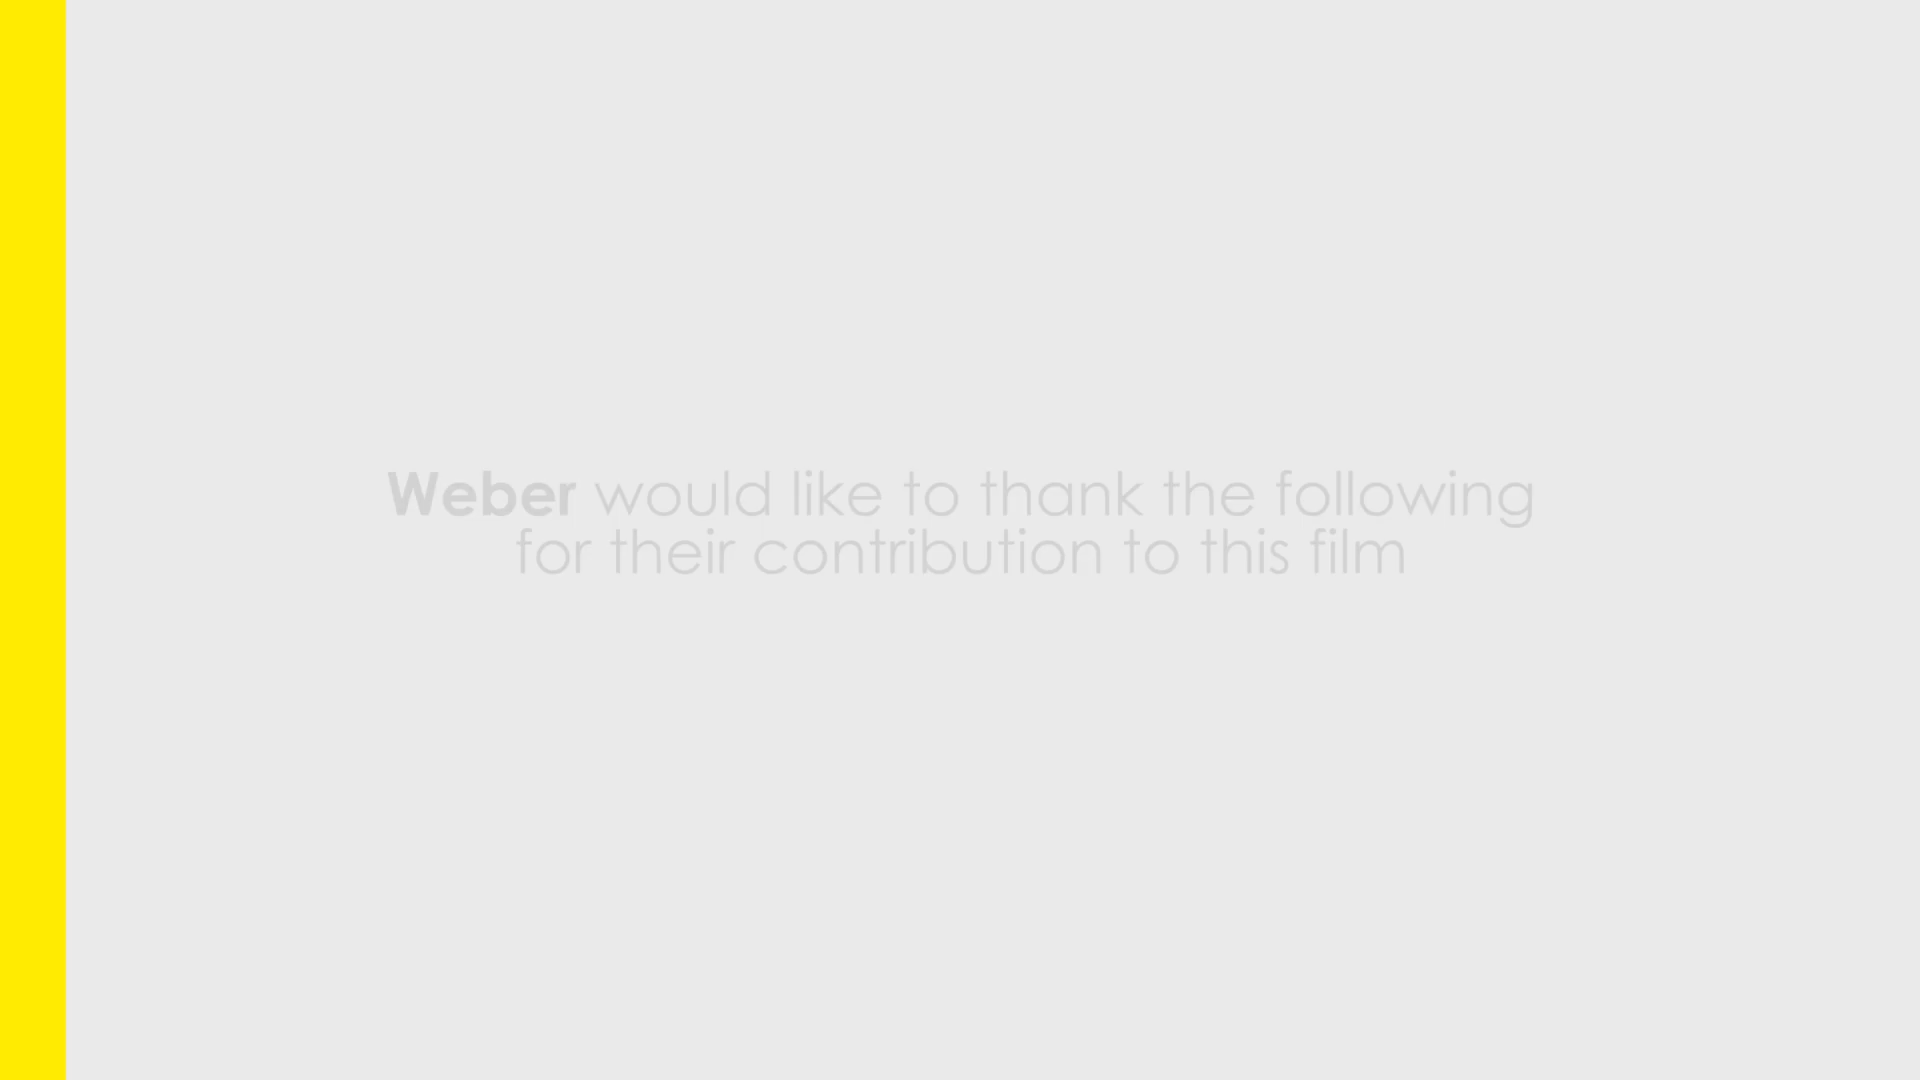 Weber would like to thank the following
for their contribution to this film